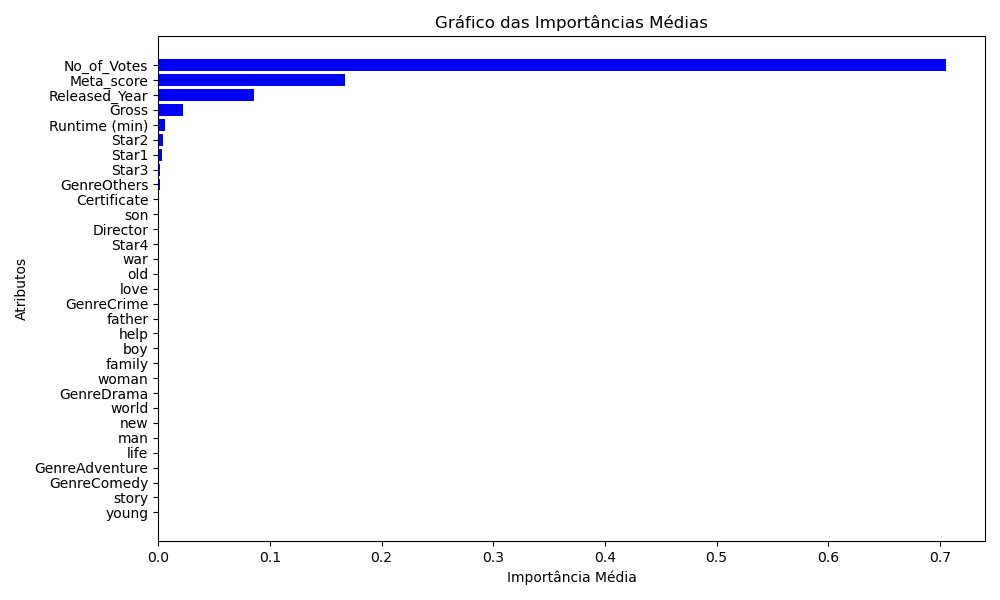 Gráfico das Importâncias Médias
No_of_Votes
Meta_score
Released_Year
Gross
Runtime (min)
Star2
Star1
Star3
GenreOthers
Certificate
son
Director
Star4
war
old
love
GenreCrime
father
help
boy
family
woman
GenreDrama
world
new
man
life
GenreAdventure
GenreComedy
story
young
Atributos
0.0 0.1 0.2 0.3 0.4 0.5 0.6 0.7
Importância Média